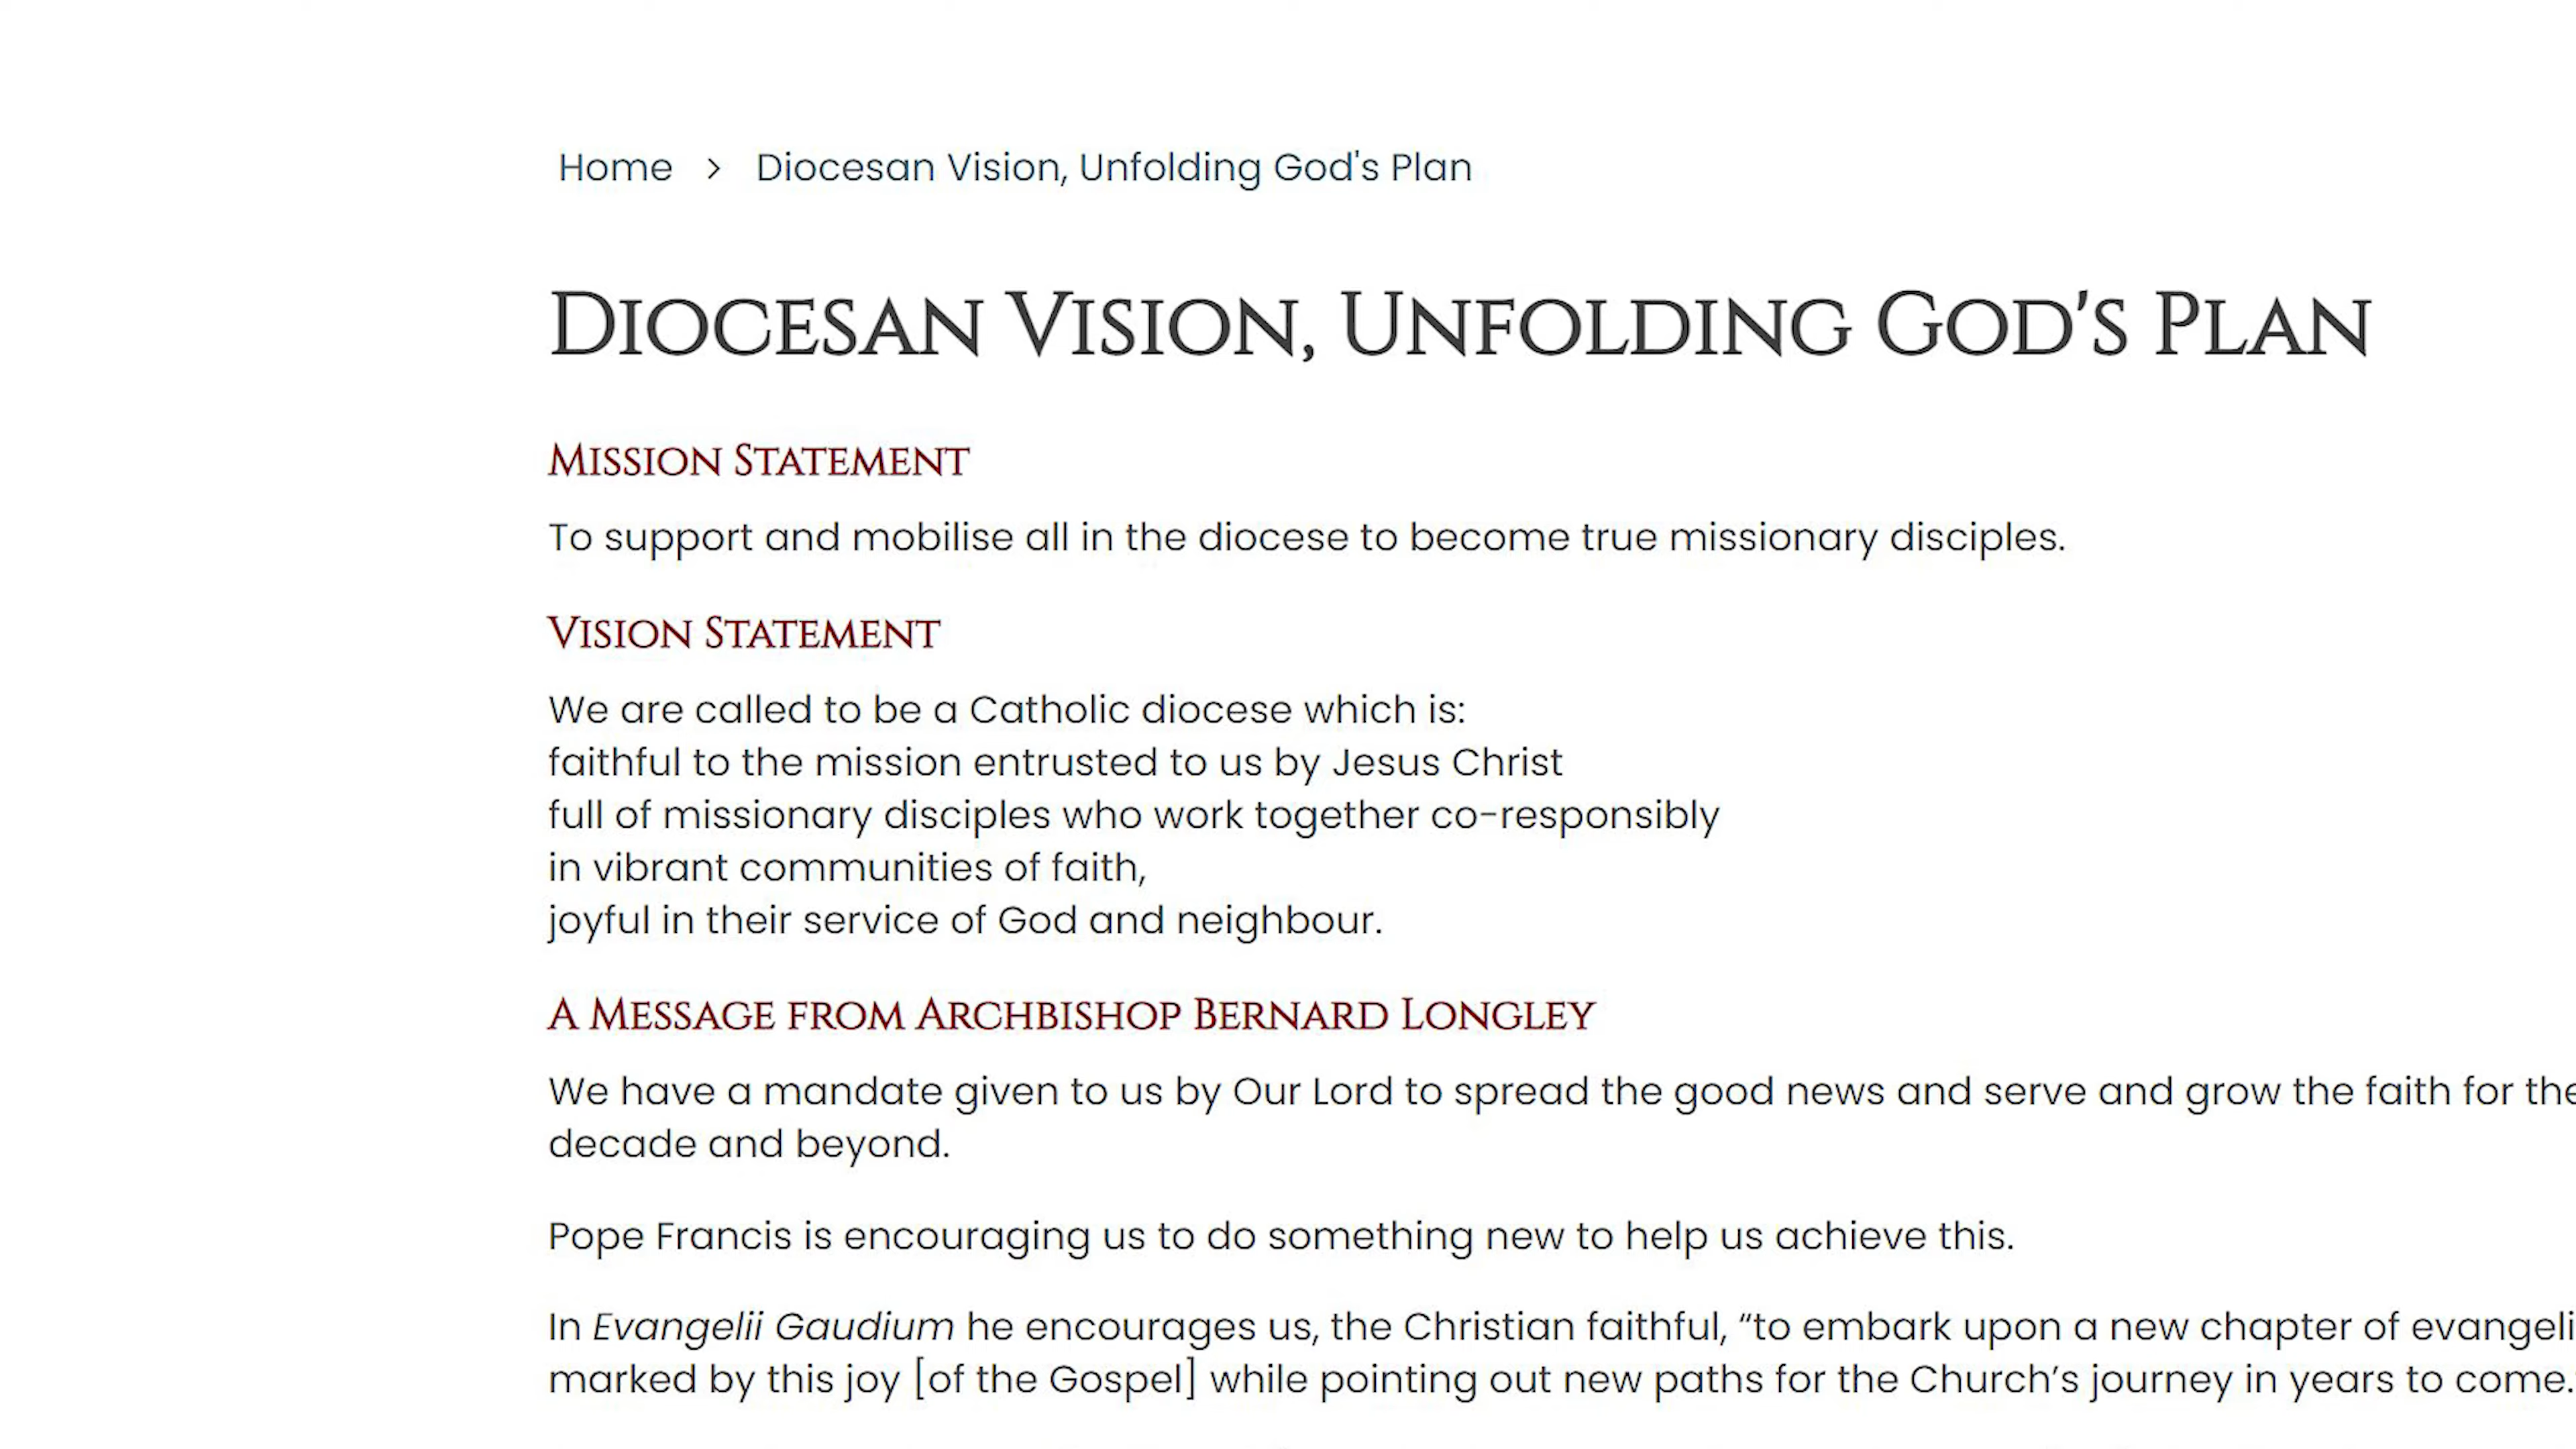 Home > Diocesan Vision, Unfolding God's Plan
Diocesan Vision, Unfolding God's Plan
Mission Statement
To support and mobilise all in the diocese to become true missionary disciples.
Vision Statement
We are called to be a Catholic diocese which is:
faithful to the mission entrusted to us by Jesus Christ
full of missionary disciples who work together co-responsibly
in vibrant communities of faith,
joyful in their service of God and neighbour.
A Message from Archbishop Bernard Longley
We have a mandate given to us by Our Lord to spread the good news and serve and grow the faith for the
decade and beyond.
Pope Francis is encouraging us to do something new to help us achieve this.
In Evangelii Gaudium he encourages us, the Christian faithful, “to embark upon a new chapter of
marked by this joy [of the Gospel] while pointing out new paths for the Church’s journey in years to come.